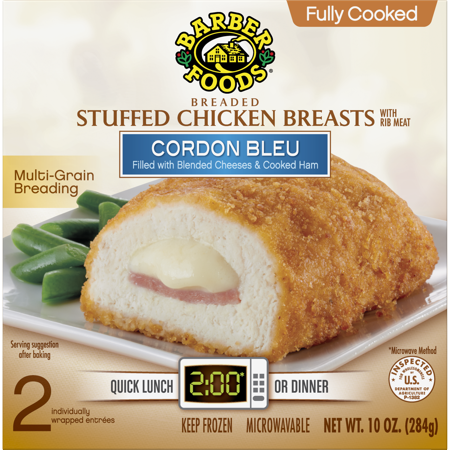 Fully Cooked
BARBER
FOODS®
BREADED
STUFFED CHICKEN BREASTS WITH
RIB MEAT
CORDON BLEU
Filled with Blended Cheeses & Cooked Ham
Multi-Grain
Breading
Serving suggestion
after baking
*Microwave Method
INSPECTED
FOR WHOLESOMENESS
BY
U.S.
DEPARTMENT OF
AGRICULTURE
P-1382
QUICK LUNCH 2:00* OR DINNER
2 individually
wrapped entrées
KEEP FROZEN MICROWAVABLE NET WT. 10 OZ. (284g)